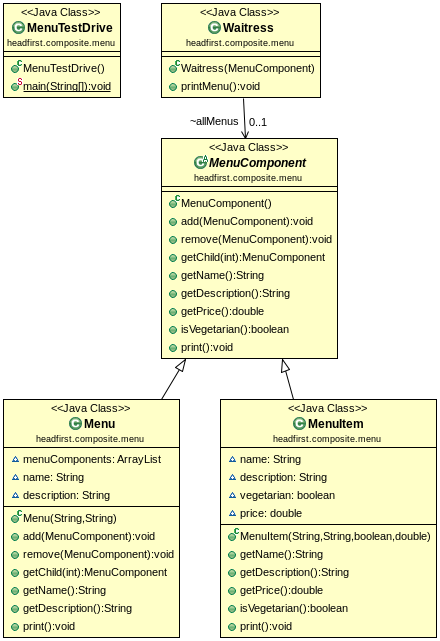 <<Java Class>>
MenuTestDrive
headfirst.composite.menu
MenuTestDrive()
main(String[]):void
<<Java Class>>
Waitress
headfirst.composite.menu
Waitress(MenuComponent)
printMenu():void
~allMenus 0..1
<<Java Class>>
MenuComponent
headfirst.composite.menu
MenuComponent()
add(MenuComponent):void
remove(MenuComponent):void
getChild(int):MenuComponent
getName():String
getDescription():String
getPrice():double
isVegetarian():boolean
print():void
<<Java Class>>
Menu
headfirst.composite.menu
menuComponents: ArrayList
name: String
description: String
Menu(String,String)
add(MenuComponent):void
remove(MenuComponent):void
getChild(int):MenuComponent
getName():String
getDescription():String
print():void
<<Java Class>>
MenuItem
headfirst.composite.menu
name: String
description: String
vegetarian: boolean
price: double
MenuItem(String,String,boolean,double)
getName():String
getDescription():String
getPrice():double
isVegetarian():boolean
print():void